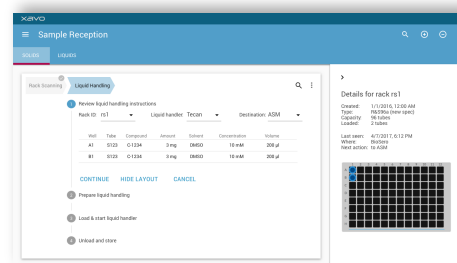 xavo
Sample Reception
SOLIDS LIQUIDS
Rack Scanning Liquid Handling
1 Review liquid handling instructions
Rack ID: rs1 Liquid handler: Tecan Destination: ASM
Well Tube Compound Amount Solvent Concentration Volume
A1 S123 C-1234 3 mg DMSO 10 mM 200 µl
B1 S123 C-1234 3 mg DMSO 10 mM 200 µl
CONTINUE HIDE LAYOUT CANCEL
2 Prepare liquid handling
3 Load & start liquid handler
4 Unload and store
Details for rack rs1
Created: 1/1/2016, 12:00 AM
Type:
Capacity: 96 tubes
Loaded: 2 tubes
Last seen: 4/7/2017, 6:12 PM
Where: BioSero
Next action: to ASM